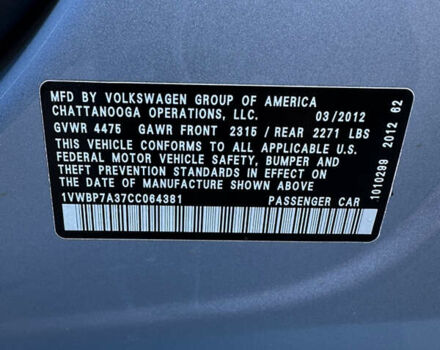 MFD BY VOLKSWAGEN GROUP OF AMERICA
CHATTANOOGA OPERATIONS, LLC. 03/2012
GVWR 4475 GAWR FRONT 2315 / REAR 2271 LBS
THIS VEHICLE CONFORMS TO ALL APPLICABLE U.S.
FEDERAL MOTOR VEHICLE SAFETY, BUMPER AND
THEFT PREVENTION STANDARDS IN EFFECT ON THE
DATE OF MANUFACTURE SHOWN ABOVE.
1VWBP7A37CC064381 PASSENGER CAR
1010299 2012 62